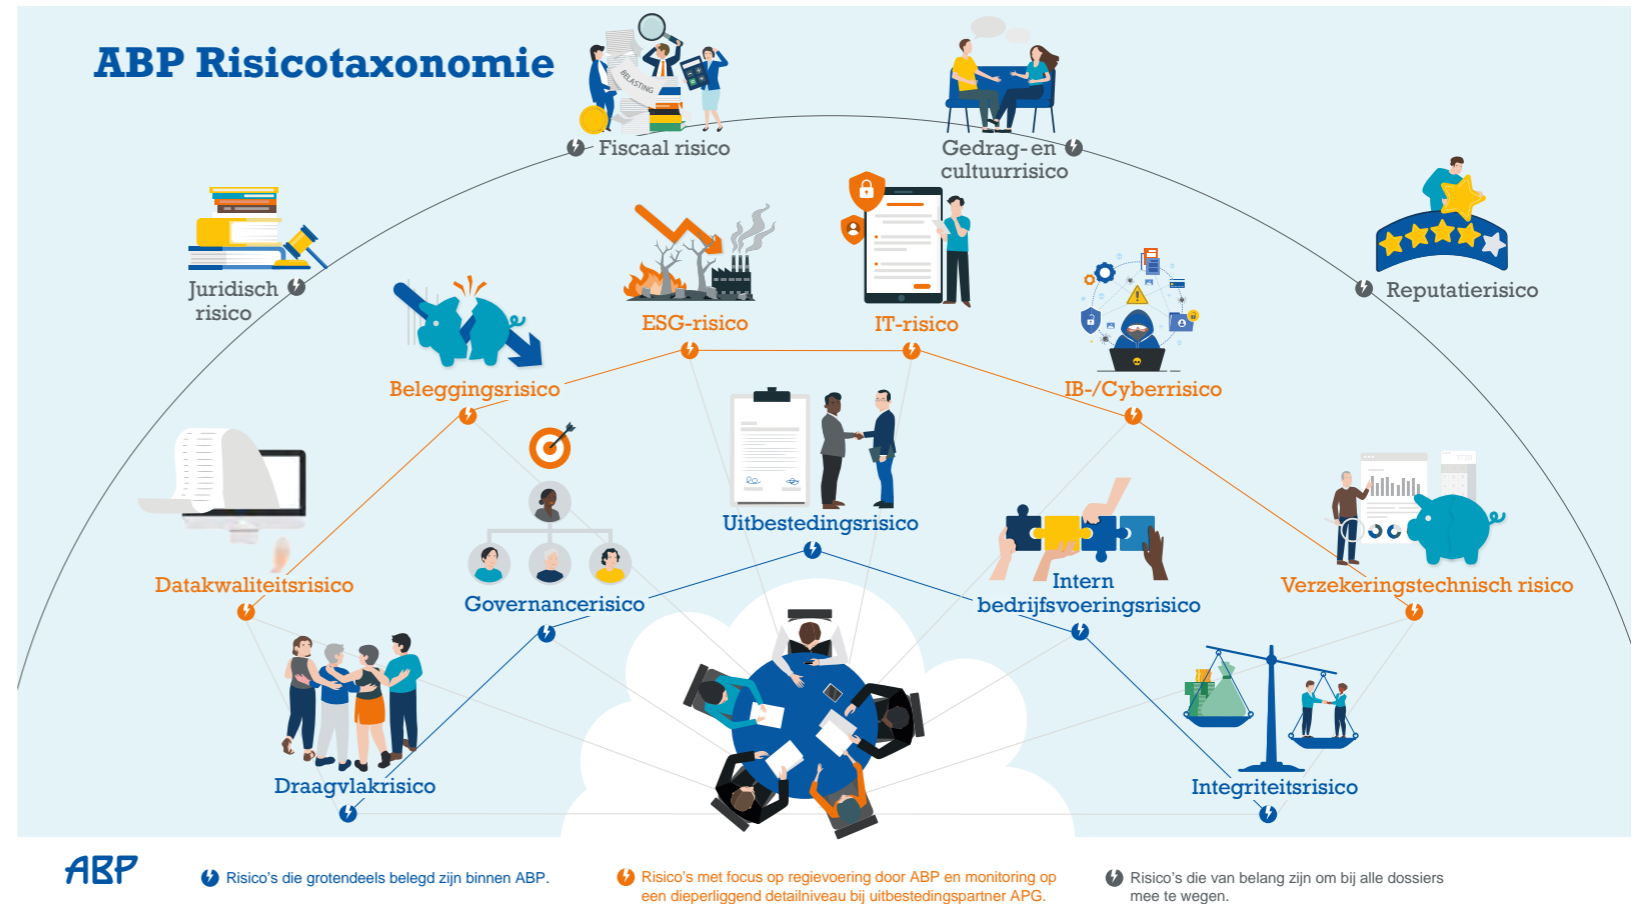 ABP Risicotaxonomie
BELASTING
Fiscaal risico
Gedrag- en
cultuurrisico
Juridisch
risico
Reputatierisico
ESG-risico
IT-risico
Beleggingsrisico
IB-/Cyberrisico
Uitbestedingsrisico
Datakwaliteitsrisico
Governancerisico
Intern
bedrijfsvoeringsrisico
Verzekeringstechnisch risico
Draagvlakrisico
Integriteitsrisico
ABP
Risico's die grotendeels belegd zijn binnen ABP.
Risico's met focus op regievoering door ABP en monitoring op
een dieperliggend detailniveau bij uitbestedingspartner APG.
Risico's die van belang zijn om bij alle dossiers
mee te wegen.